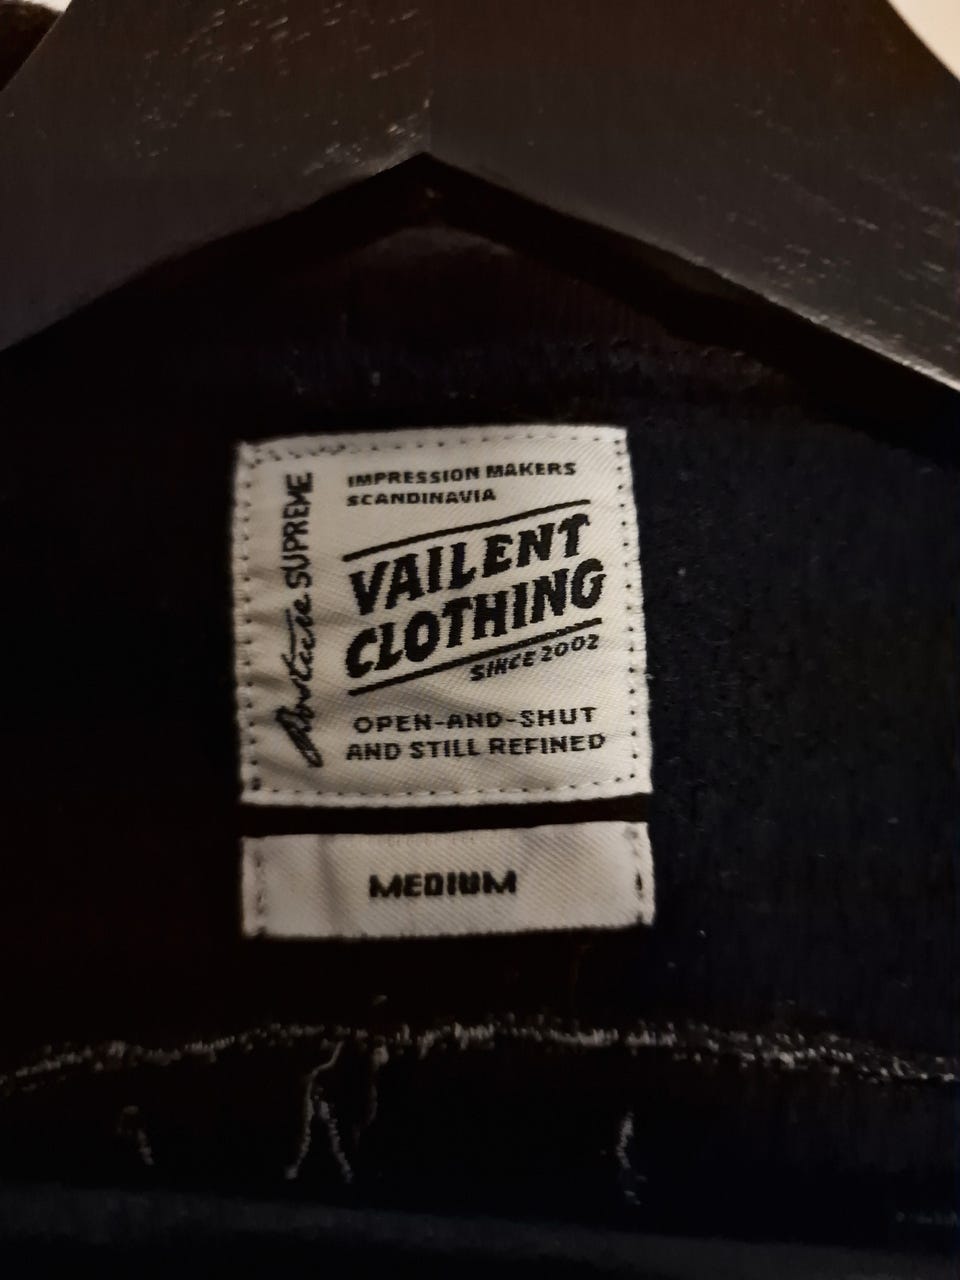 IMPRESSION MAKERS
SCANDINAVIA
VAILENT
CLOTHING
SINCE 2002
OPEN-AND-SHUT
AND STILL REFINED
SUPREME
MEDIUM